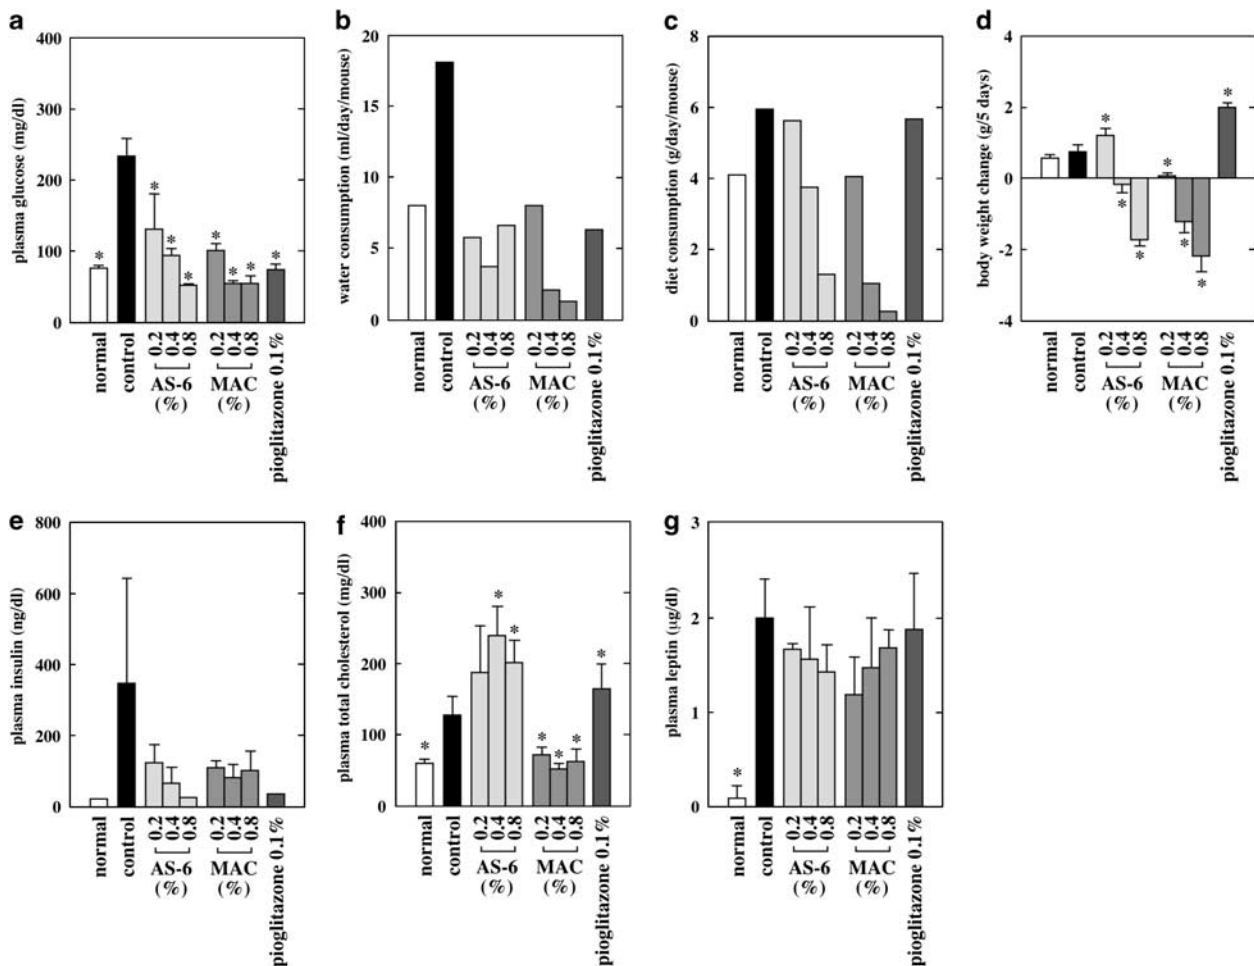 a
plasma glucose (mg/dl)
400
300
200
100
0
*
*
*
*
*
*
*
*
normal
control
0.2
0.4
0.8
0.2
0.4
0.8
AS-6
(%)
MAC
(%)
pioglitazone 0.1%
b
water consumption (ml/day/mouse)
20
15
10
5
0
normal
control
0.2
0.4
0.8
0.2
0.4
0.8
AS-6
(%)
MAC
(%)
pioglitazone 0.1%
c
diet consumption (g/day/mouse)
8
6
4
2
0
normal
control
0.2
0.4
0.8
0.2
0.4
0.8
AS-6
(%)
MAC
(%)
pioglitazone 0.1%
d
body weight change (g/5 days)
4
2
0
-2
-4
*
*
*
*
*
*
*
normal
control
0.2
0.4
0.8
0.2
0.4
0.8
AS-6
(%)
MAC
(%)
pioglitazone 0.1%
e
plasma insulin (ng/dl)
800
600
400
200
0
normal
control
0.2
0.4
0.8
0.2
0.4
0.8
AS-6
(%)
MAC
(%)
pioglitazone 0.1%
f
plasma total cholesterol (mg/dl)
400
300
200
100
0
*
*
*
*
*
*
*
normal
control
0.2
0.4
0.8
0.2
0.4
0.8
AS-6
(%)
MAC
(%)
pioglitazone 0.1%
g
plasma leptin (μg/dl)
3
2
1
0
*
normal
control
0.2
0.4
0.8
0.2
0.4
0.8
AS-6
(%)
MAC
(%)
pioglitazone 0.1%